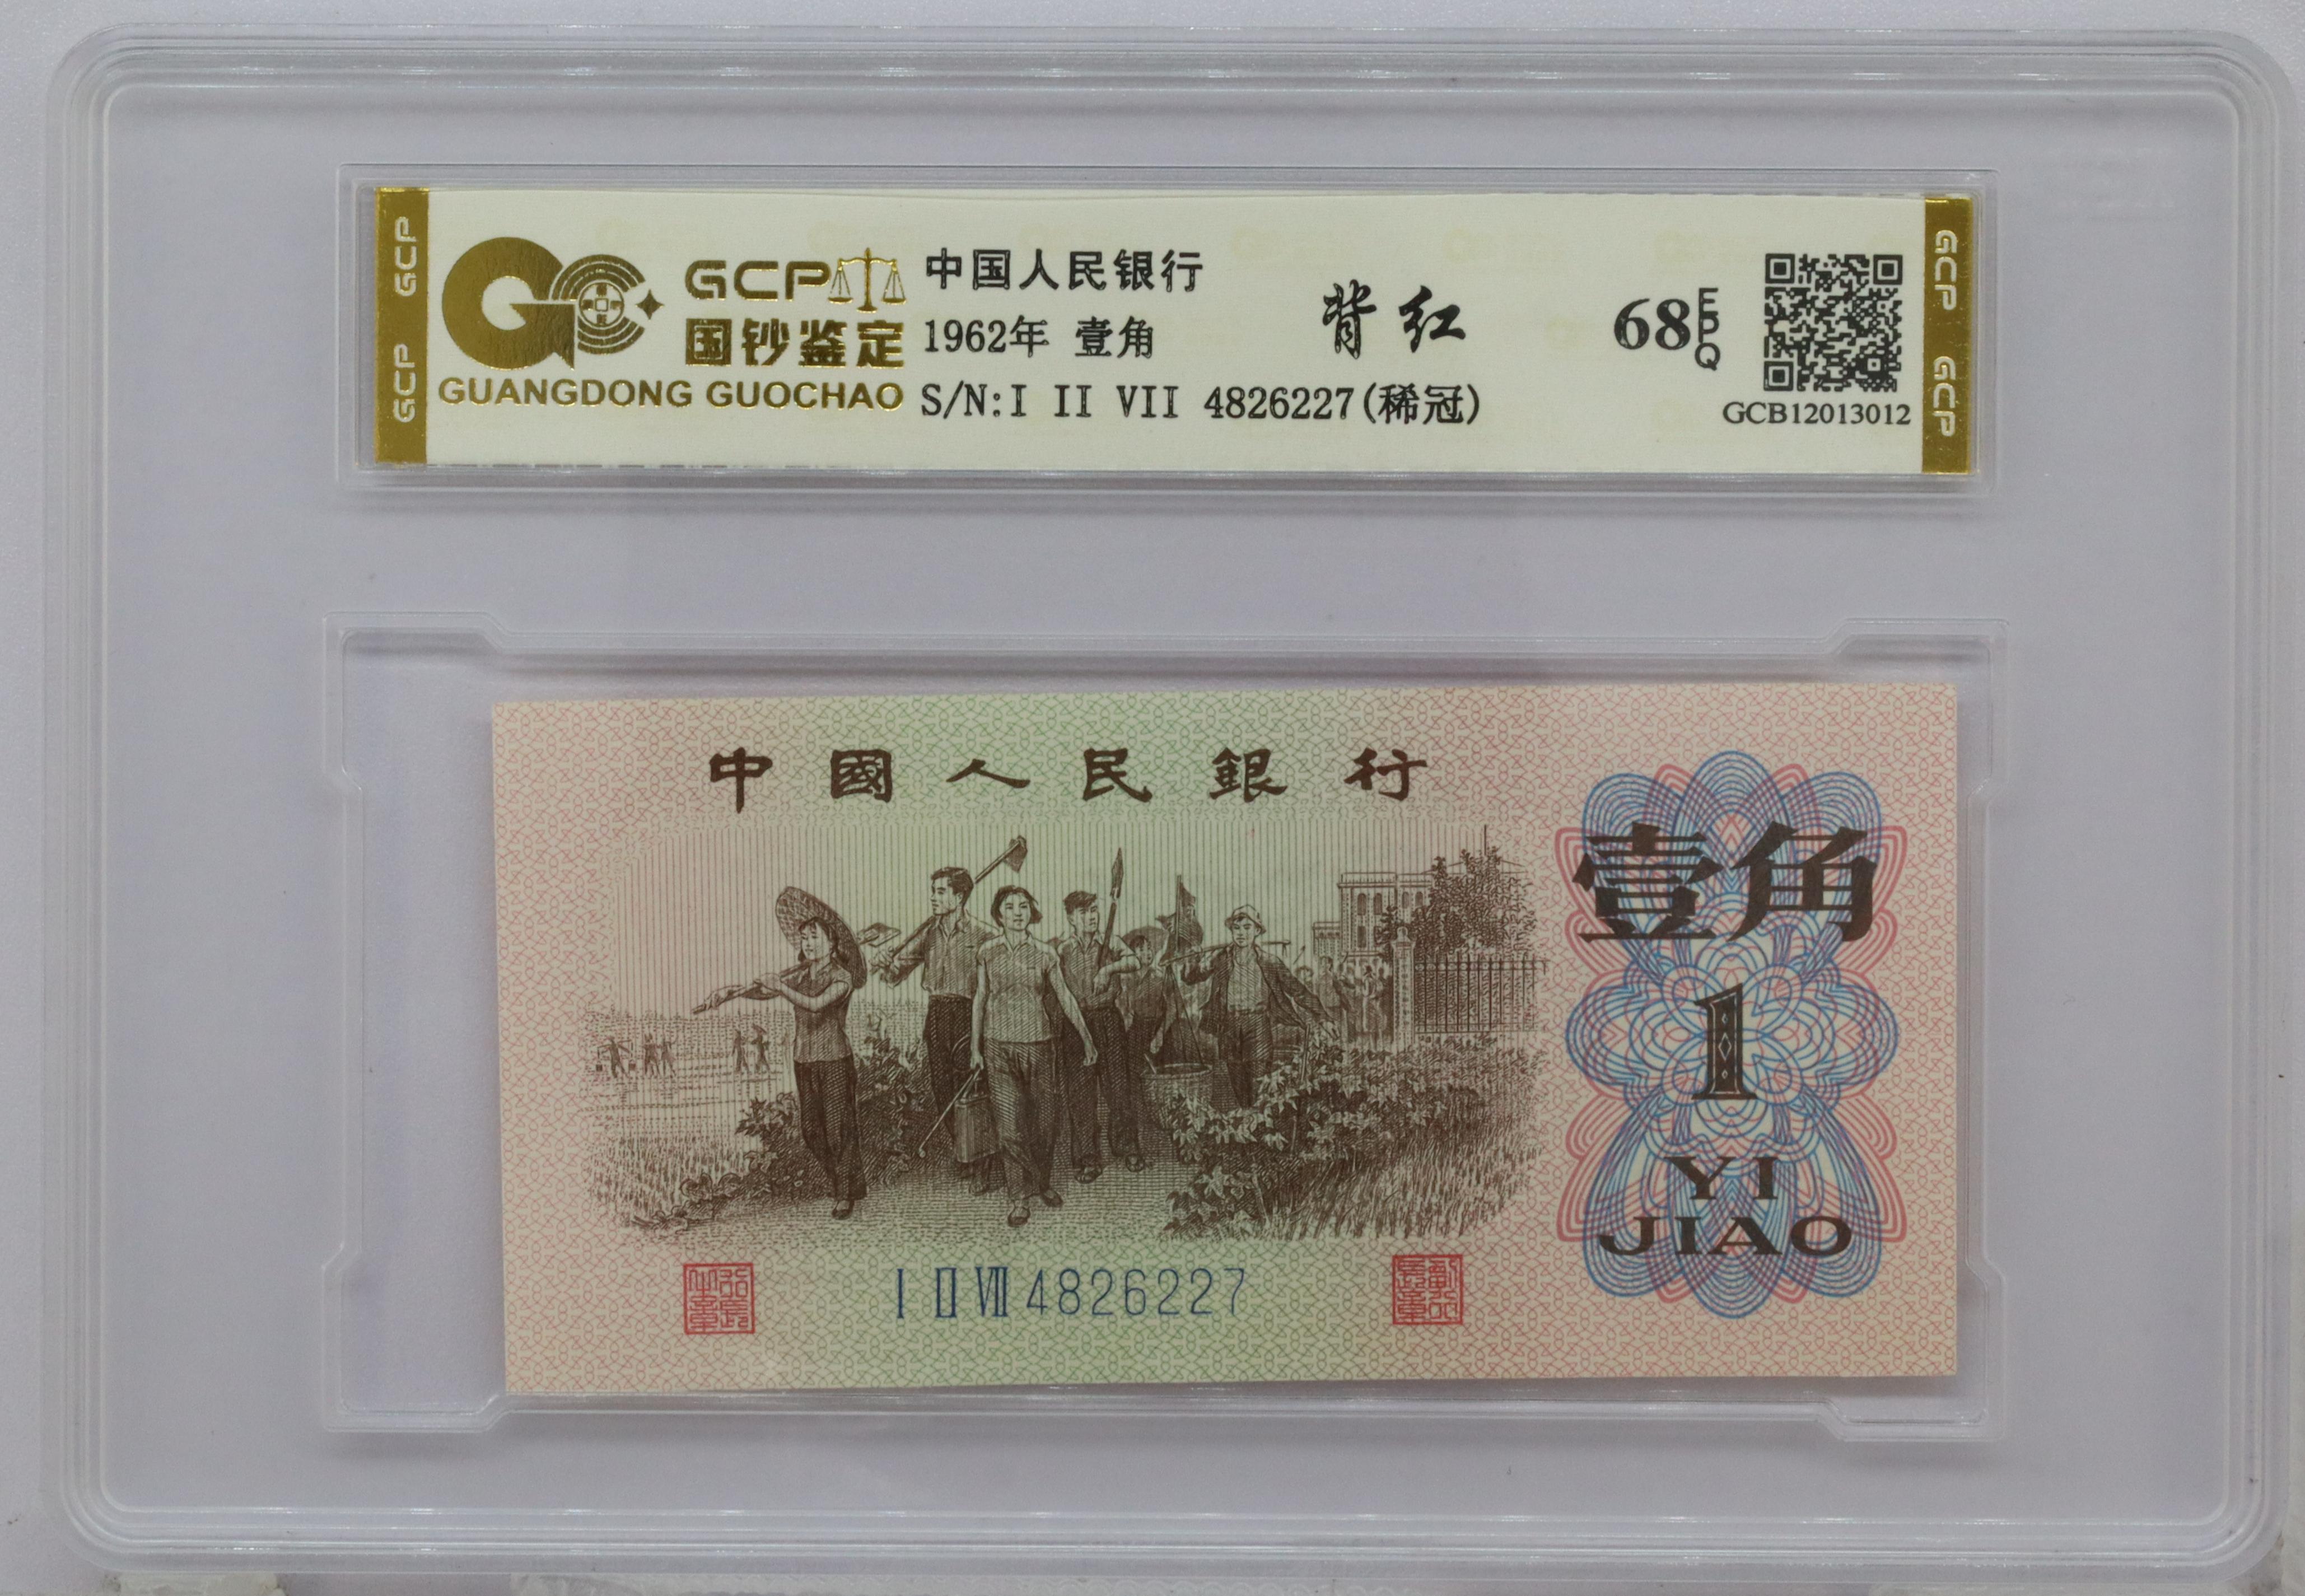 GCP GCP
GCP
国钞鉴定
GUANGDONG GUOCHAO
中国人民银行
1962年 壹角
S/N:I II VII 4826227(稀冠)
背红
68 EPQ
GCB12013012
GCP GCP
中國人民銀行
壹角
1
YI
JIAO
I II VII 4826227